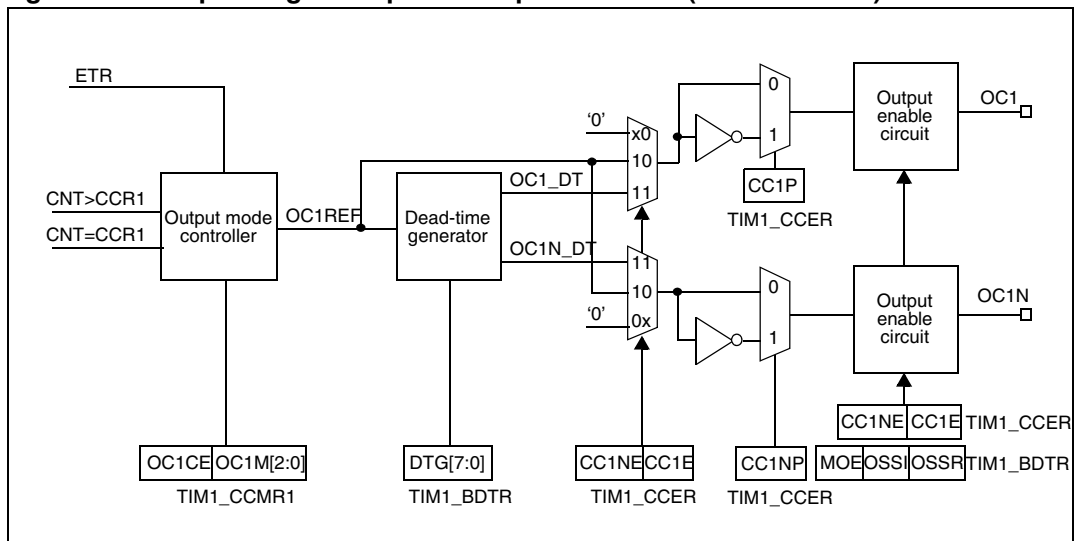 ETR
CNT>CCR1
CNT=CCR1
Output mode
controller
OC1REF
Dead-time
generator
OC1_DT
OC1N_DT
‘0’
x0
10
11
11
10
0x
‘0’
0
1
CC1P
TIM1_CCER
0
1
Output
enable
circuit
OC1
Output
enable
circuit
OC1N
CC1NE CC1E TIM1_CCER
MOE OSSI OSSR TIM1_BDTR
OC1CE OC1M[2:0]
TIM1_CCMR1
DTG[7:0]
TIM1_BDTR
CC1NE CC1E
TIM1_CCER
CC1NP
TIM1_CCER